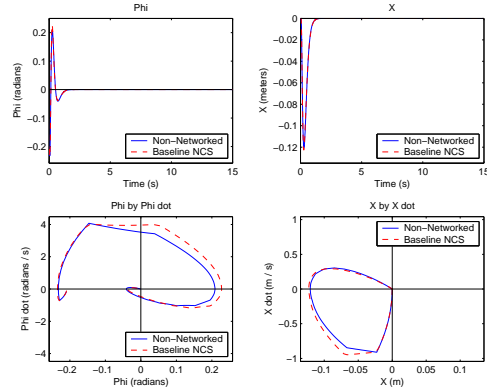 Phi
X
0.2
0.1
0
−0.1
−0.2
Phi (radians)
0
5
10
15
Time (s)
Non−Networked
Baseline NCS
0
−0.02
−0.04
−0.06
−0.08
−0.1
−0.12
X (meters)
0
5
10
15
Time (s)
Non−Networked
Baseline NCS
Phi by Phi dot
X by X dot
4
2
0
−2
−4
Phi dot (radians / s)
−0.2
−0.1
0
0.1
0.2
Phi (radians)
Non−Networked
Baseline NCS
1
0.5
0
−0.5
−1
X dot (m / s)
−0.1
−0.05
0
0.05
0.1
X (m)
Non−Networked
Baseline NCS